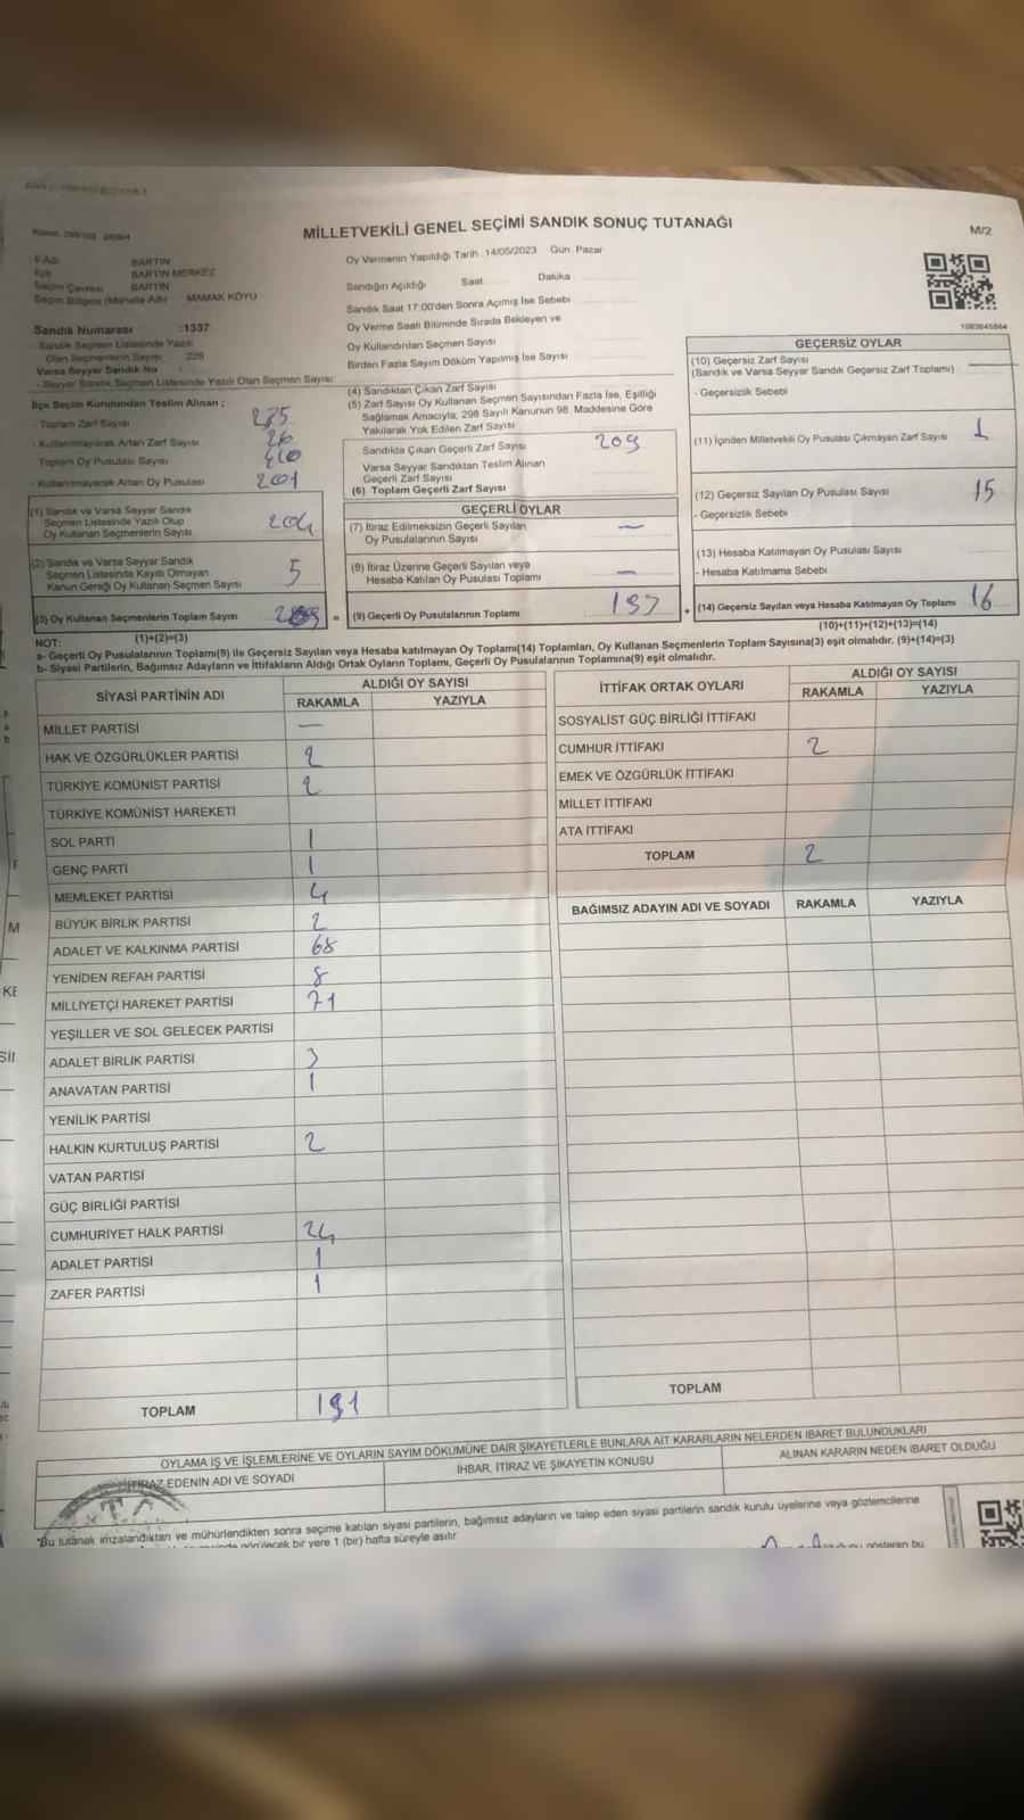 MİLLETVEKİLİ GENEL SEÇİMİ SANDIK SONUÇ TUTANAĞI
M/2
Oy Vermenin Yapıldığı Tarih : 14/05/2023 Gün: Pazar
BARTIN
BARTIN MERKEZ
Seçim Çevresi BARTIN
MAMAK KÖYÜ
Sandığın Açıldığı Saat Dakika
Sandık Saat 17:00'den Sonra Açılmış İse Sebebi
Sandık Numarası :1337
Oy Verme Saati Bitiminde Sırada Bekleyen ve
Oy Kullandırılan Seçmen Sayısı
Birden Fazla Sayım Döküm Yapılmış İse Sayısı
Sandık Seçmen Listesinde Yazılı
Olan Seçmenlerin Sayısı
Varsa Seyyar Sandık No
- Seyyar Sandık Seçmen Listesinde Yazılı Olan Seçmen Sayısı
İlçe Seçim Kurulundan Teslim Alınan :
- Toplam Zarf Sayısı
- Kullanılmayarak Artan Zarf Sayısı
Toplam Oy Pusulası Sayısı
- Kullanılmayarak Artan Oy Pusulası 201
(1) Sandık ve Varsa Seyyar Sandık
Seçmen Listesinde Yazılı Olup
Oy Kullanan Seçmenlerin Sayısı 204
(2) Sandık ve Varsa Seyyar Sandık
Seçmen Listesinde Kayıtlı Olmayan
Kanun Gereği Oy Kullanan Seçmen Sayısı 5
(3) Oy Kullanan Seçmenlerin Toplam Sayısı
(1)+(2)=(3)
(4) Sandıktan Çıkan Zarf Sayısı
(5) Zarf Sayısı Oy Kullanan Seçmen Sayısından Fazla İse, Eşitliği
Sağlamak Amacıyla, 298 Sayılı Kanunun 98. Maddesine Göre
Yakılarak Yok Edilen Zarf Sayısı
Sandıkta Çıkan Geçerli Zarf Sayısı 209
Varsa Seyyar Sandıktan Teslim Alınan
Geçerli Zarf Sayısı
(6) Toplam Geçerli Zarf Sayısı
GEÇERLİ OYLAR
(7) İtiraz Edilmeksizin Geçerli Sayılan —
Oy Pusulalarının Sayısı
(8) İtiraz Üzerine Geçerli Sayılan veya
Hesaba Katılan Oy Pusulası Toplamı —
= (9) Geçerli Oy Pusulalarının Toplamı 197
GEÇERSİZ OYLAR
(10) Geçersiz Zarf Sayısı
(Sandık ve Varsa Seyyar Sandık Geçersiz Zarf Toplamı)
- Geçersizlik Sebebi
(11) İçinden Milletvekili Oy Pusulası Çıkmayan Zarf Sayısı 1
(12) Geçersiz Sayılan Oy Pusulası Sayısı 15
- Geçersizlik Sebebi
(13) Hesaba Katılmayan Oy Pusulası Sayısı
- Hesaba Katılmama Sebebi
+ (14) Geçersiz Sayılan veya Hesaba Katılmayan Oy Toplamı 16
(10)+(11)+(12)+(13)=(14)
NOT:
a- Geçerli Oy Pusulalarının Toplamı(9) ile Geçersiz Sayılan veya Hesaba katılmayan Oy Toplamı(14) Toplamları, Oy Kullanan Seçmenlerin Toplam Sayısına(3) eşit olmalıdır. (9)+(14)=(3)
b- Siyasi Partilerin, Bağımsız Adayların ve İttifakların Aldığı Ortak Oyların Toplamı, Geçerli Oy Pusulalarının Toplamına(9) eşit olmalıdır.
SİYASİ PARTİNİN ADI
ALDIĞI OY SAYISI
RAKAMLA YAZIYLA
MİLLET PARTİSİ —
HAK VE ÖZGÜRLÜKLER PARTİSİ 2
TÜRKİYE KOMÜNİST PARTİSİ 2
TÜRKİYE KOMÜNİST HAREKETİ
SOL PARTİ 1
GENÇ PARTİ 1
MEMLEKET PARTİSİ 4
BÜYÜK BİRLİK PARTİSİ 2
ADALET VE KALKINMA PARTİSİ 68
YENİDEN REFAH PARTİSİ 8
MİLLİYETÇİ HAREKET PARTİSİ 71
YEŞİLLER VE SOL GELECEK PARTİSİ
ADALET BİRLİK PARTİSİ 3
ANAVATAN PARTİSİ 1
YENİLİK PARTİSİ
HALKIN KURTULUŞ PARTİSİ 2
VATAN PARTİSİ
GÜÇ BİRLİĞİ PARTİSİ
CUMHURİYET HALK PARTİSİ 24
ADALET PARTİSİ 1
ZAFER PARTİSİ 1
TOPLAM 191
İTTİFAK ORTAK OYLARI
ALDIĞI OY SAYISI
RAKAMLA YAZIYLA
SOSYALİST GÜÇ BİRLİĞİ İTTİFAKI
CUMHUR İTTİFAKI 2
EMEK VE ÖZGÜRLÜK İTTİFAKI
MİLLET İTTİFAKI
ATA İTTİFAKI
TOPLAM 2
BAĞIMSIZ ADAYIN ADI VE SOYADI RAKAMLA YAZIYLA
TOPLAM
OYLAMA İŞ VE İŞLEMLERİNE VE OYLARIN SAYIM DÖKÜMÜNE DAİR ŞİKAYETLERLE BUNLARA AİT KARARLARIN NELERDEN İBARET BULUNDUKLARI
İTİRAZ EDENİN ADI VE SOYADI
İHBAR, İTİRAZ VE ŞİKAYETİN KONUSU
ALINAN KARARIN NEDEN İBARET OLDUĞU
*Bu tutanak imzalandıktan ve mühürlendikten sonra seçime katılan siyasi partilerin, bağımsız adayların ve talep eden siyasi partilerin sandık kurulu üyelerine veya gözlemcilerine
bir yere 1 (bir) hafta süreyle asılır